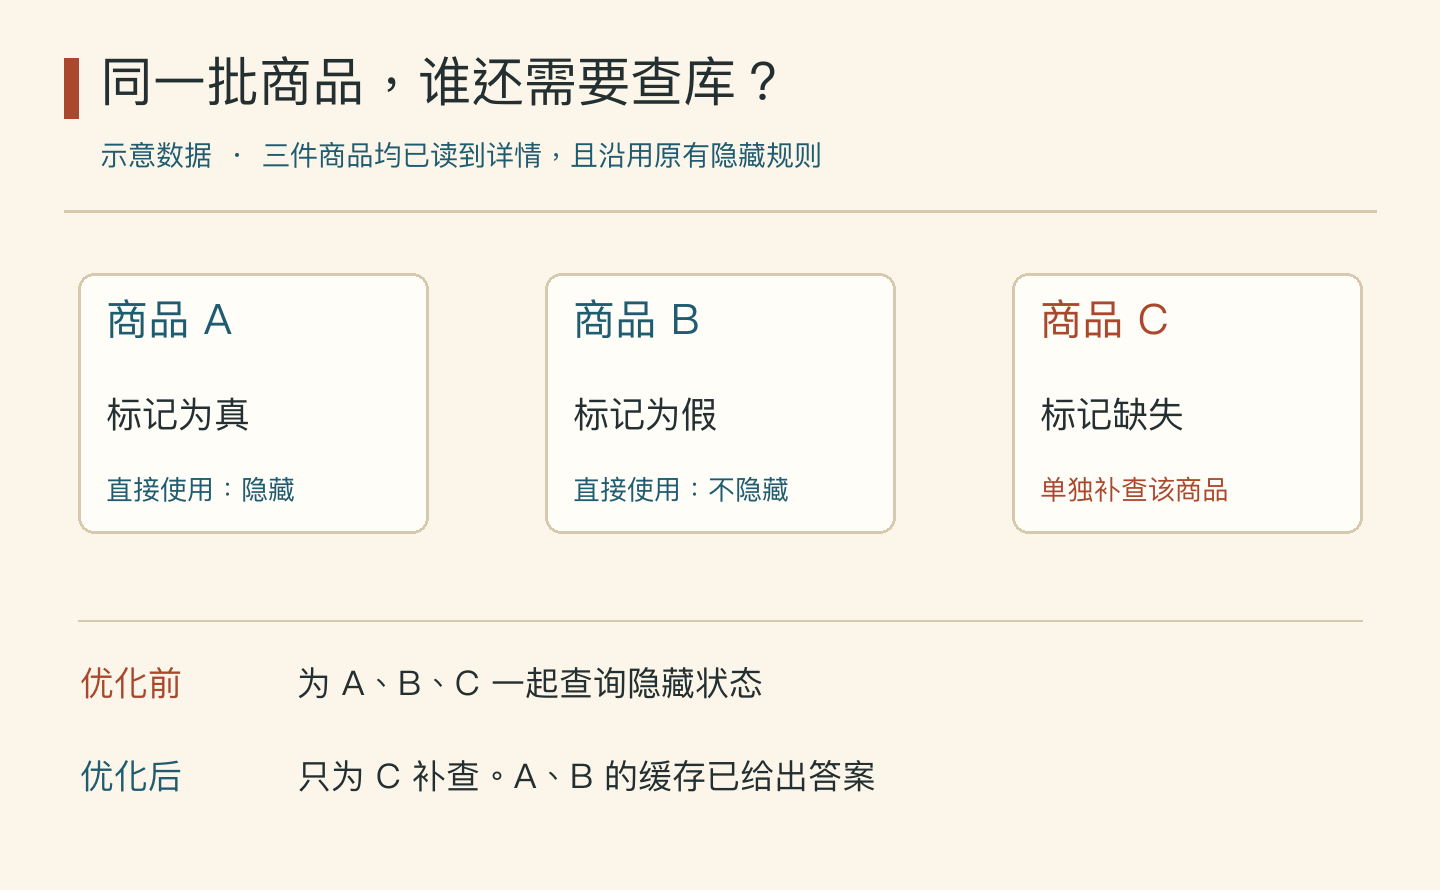 同一批商品，谁还需要查库？
示意数据 · 三件商品均已读到详情，且沿用原有隐藏规则
商品 A
标记为真
直接使用：隐藏
商品 B
标记为假
直接使用：不隐藏
商品 C
标记缺失
单独补查该商品
优化前 为 A、B、C 一起查询隐藏状态
优化后 只为 C 补查。A、B 的缓存已给出答案